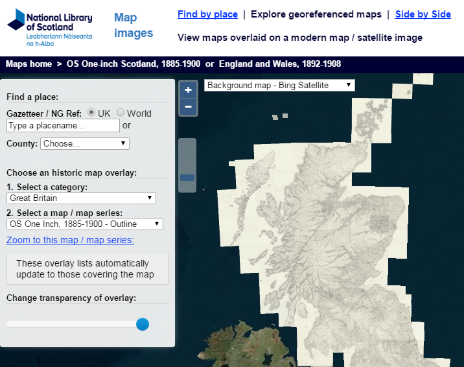 National Library
of Scotland
Leabharlann Nàiseanta
na h-Alba
Map
images
Find by place | Explore georeferenced maps | Side by Side
View maps overlaid on a modern map / satellite image
Maps home > OS One-inch Scotland, 1885-1900 or England and Wales, 1892-1908
Find a place:
Gazetteer / NG Ref: UK World
Type a placename... or
County: Choose...
Choose an historic map overlay:
1. Select a category:
Great Britain
2. Select a map / map series:
OS One Inch, 1885-1900 - Outline
Zoom to this map / map series:
These overlay lists automatically
update to those covering the map
Change transparency of overlay:
+
−
Background map - Bing Satellite